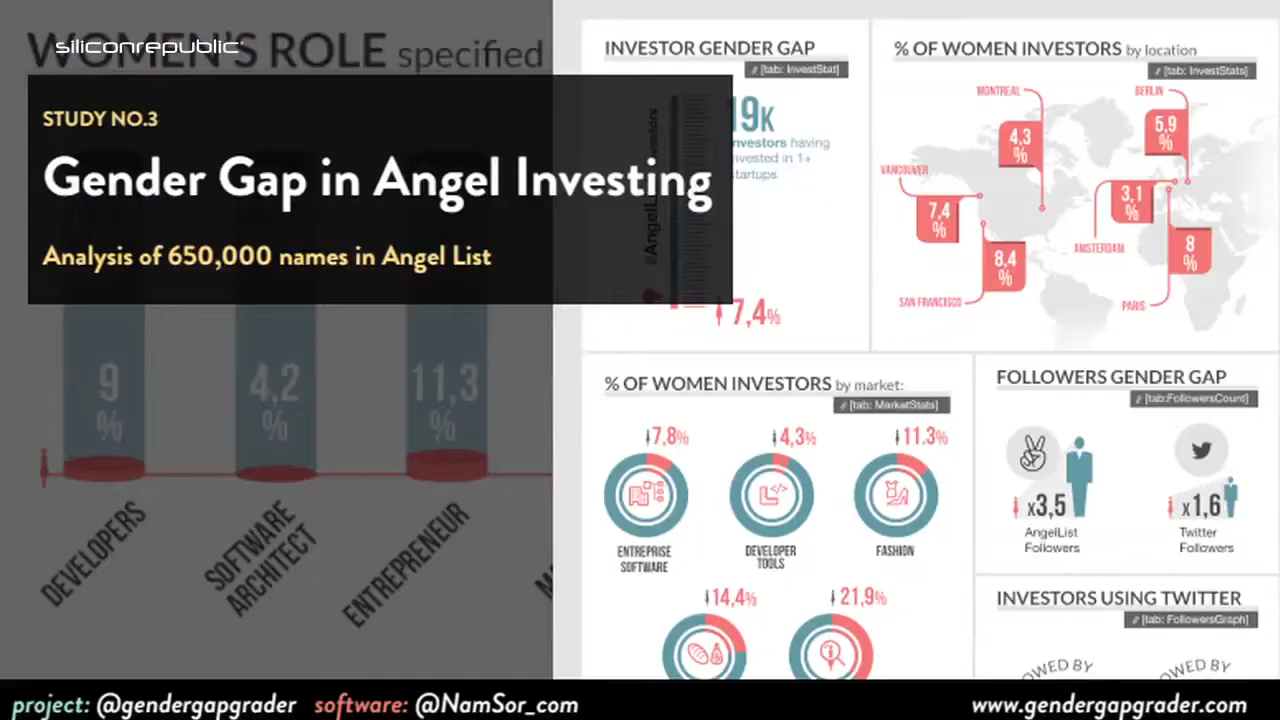 WOMEN'S ROLE specified
siliconrepublic
STUDY NO.3
Gender Gap in Angel Investing
Analysis of 650,000 names in Angel List
9
%
4,2
%
11,3
%
DEVELOPERS
SOFTWARE
ARCHITECT
ENTREPRENEUR
INVESTOR GENDER GAP
// [tab: InvestStat]
#AngelList investors
19K
investors having
invested in 1+
startups
7,4%
% OF WOMEN INVESTORS by location
// [tab: InvestStats]
MONTREAL
4,3
%
BERLIN
5,9
%
VANCOUVER
7,4
%
3,1
%
AMSTERDAM
8,4
%
SAN FRANCISCO
8
%
PARIS
% OF WOMEN INVESTORS by market:
// [tab: MarketStats]
7,8%
4,3%
11.3%
</>
ENTREPRISE
SOFTWARE
DEVELOPER
TOOLS
FASHION
14,4%
21,9%
FOLLOWERS GENDER GAP
// [tab:FollowersCount]
x3,5
AngelList
Followers
x1,6
Twitter
Followers
INVESTORS USING TWITTER
// [tab: FollowersGraph]
OWED BY
OWED BY
project: @gendergapgrader software: @NamSor_com
www.gendergapgrader.com